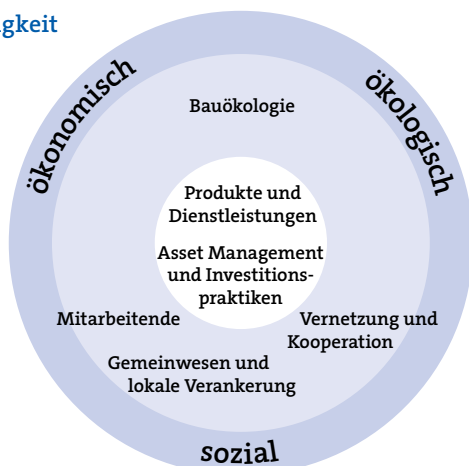 igkeit
ökonomisch
ökologisch
Bauökologie
Produkte und
Dienstleistungen
Asset Management
und Investitions-
praktiken
Mitarbeitende
Vernetzung und
Kooperation
Gemeinwesen und
lokale Verankerung
sozial